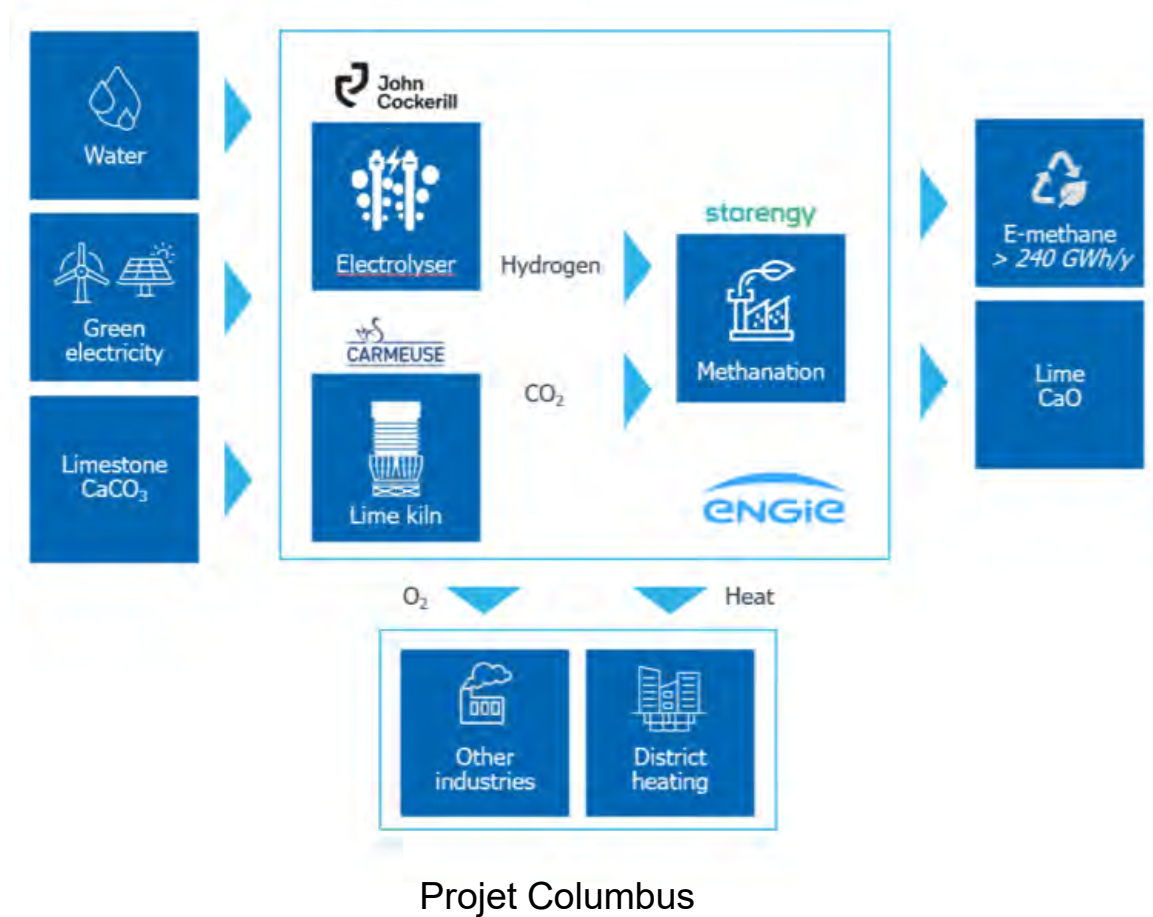 Water
Green
electricity
Limestone
CaCO₃
John
Cockerill
Electrolyser
Hydrogen
CARMEUSE
Lime kiln
CO₂
storengy
Methanation
ENGIE
E-methane
> 240 GWh/y
Lime
CaO
O₂
Heat
Other
industries
District
heating
Projet Columbus